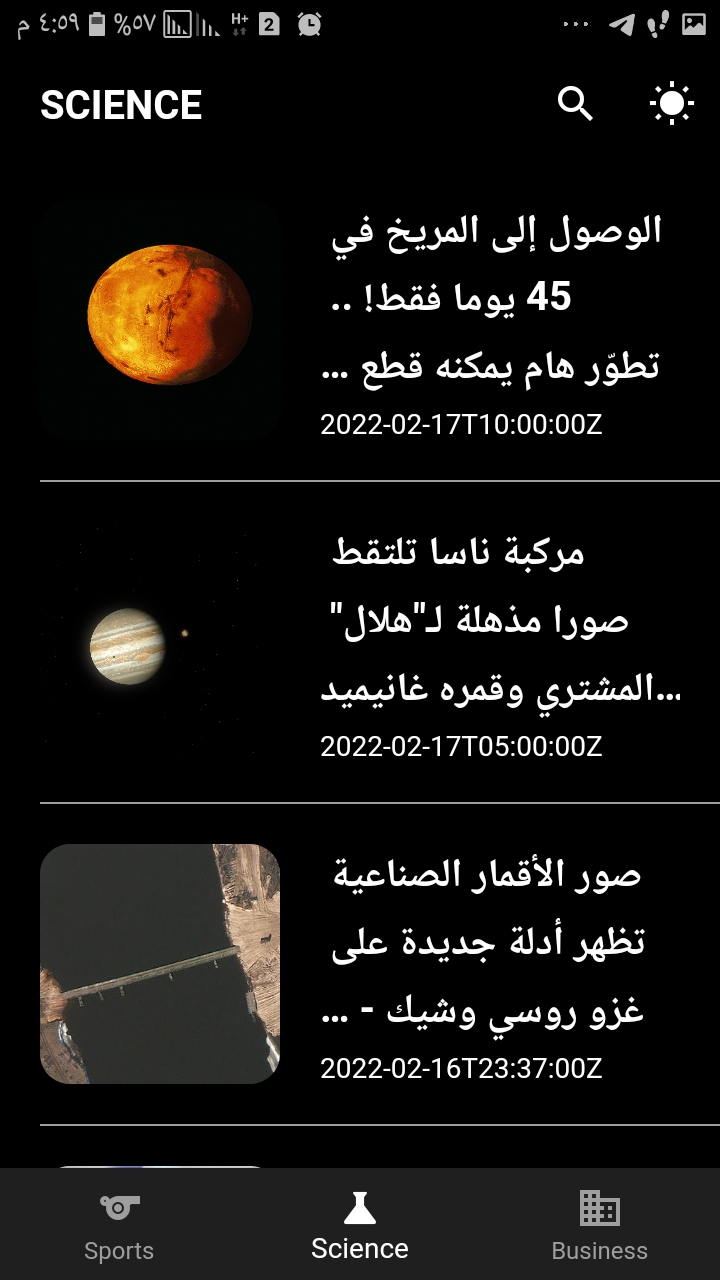 م ٤:٥٩ %٥٧ H+ 2
SCIENCE
الوصول إلى المريخ في
45 يوما فقط! ..
تطوّر هام يمكنه قطع ...
2022-02-17T10:00:00Z
مركبة ناسا تلتقط
صورا مذهلة لـ"هلال"
المشتري وقمره غانيميد...
2022-02-17T05:00:00Z
صور الأقمار الصناعية
تظهر أدلة جديدة على
غزو روسي وشيك - ...
2022-02-16T23:37:00Z
Sports
Science
Business